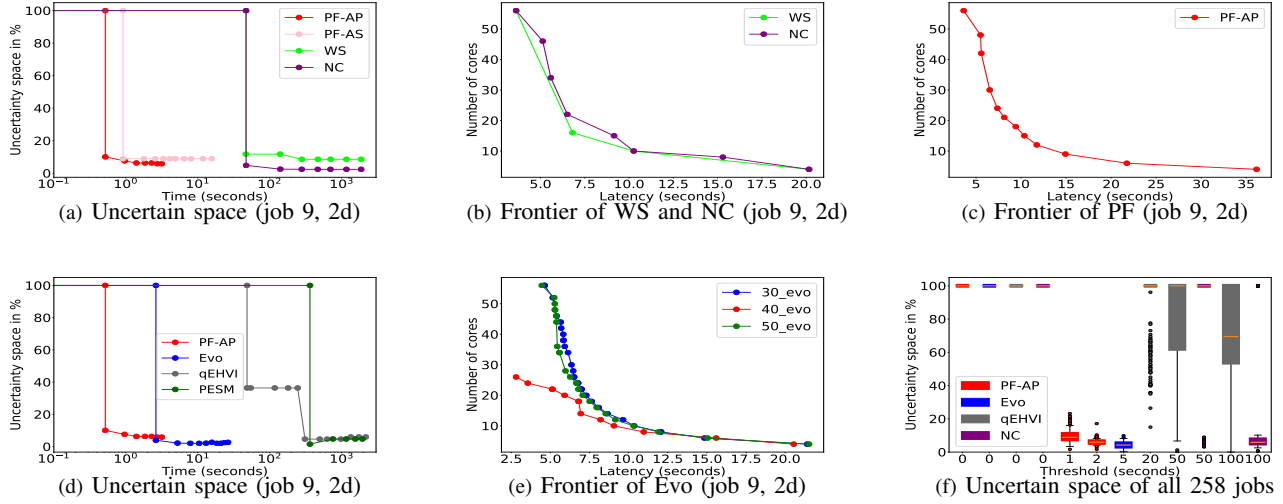 Uncertainty space in %
100
80
60
40
20
0
10⁻¹ 10⁰ 10¹ 10² 10³
Time (seconds)
PF-AP
PF-AS
WS
NC
(a) Uncertain space (job 9, 2d)
Number of cores
50
40
30
20
10
5.0 7.5 10.0 12.5 15.0 17.5 20.0
Latency (seconds)
WS
NC
(b) Frontier of WS and NC (job 9, 2d)
Number of cores
50
40
30
20
10
5 10 15 20 25 30 35
Latency (seconds)
PF-AP
(c) Frontier of PF (job 9, 2d)
Uncertainty space in %
100
80
60
40
20
0
10⁻¹ 10⁰ 10¹ 10² 10³
Time (seconds)
PF-AP
Evo
qEHVI
PESM
(d) Uncertain space (job 9, 2d)
Number of cores
50
40
30
20
10
0
2.5 5.0 7.5 10.0 12.5 15.0 17.5 20.0
Latency (seconds)
30_evo
40_evo
50_evo
(e) Frontier of Evo (job 9, 2d)
Uncertainty space in %
100
80
60
40
20
0
PF-AP
Evo
qEHVI
NC
0 0 0 0 1 2 5 20 50 50 100 100
Threshold (seconds)
(f) Uncertain space of all 258 jobs